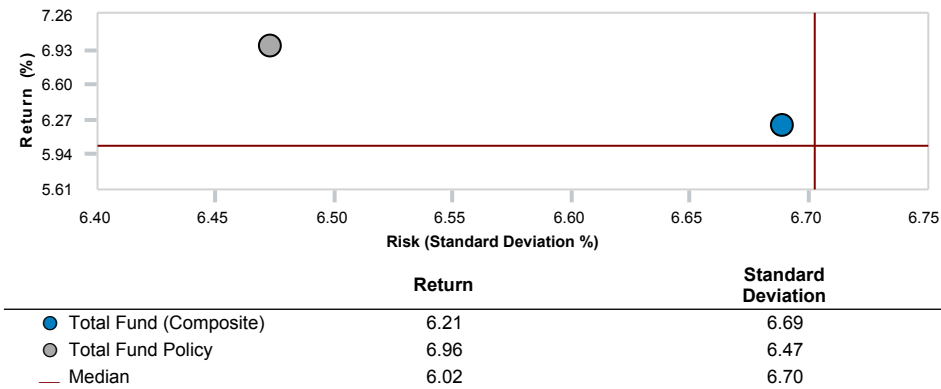 7.26
6.93
6.60
6.27
5.94
5.61
Return (%)
6.40 6.45 6.50 6.55 6.60 6.65 6.70 6.75
Risk (Standard Deviation %)
Return Standard Deviation
Total Fund (Composite) 6.21 6.69
Total Fund Policy 6.96 6.47
Median 6.02 6.70